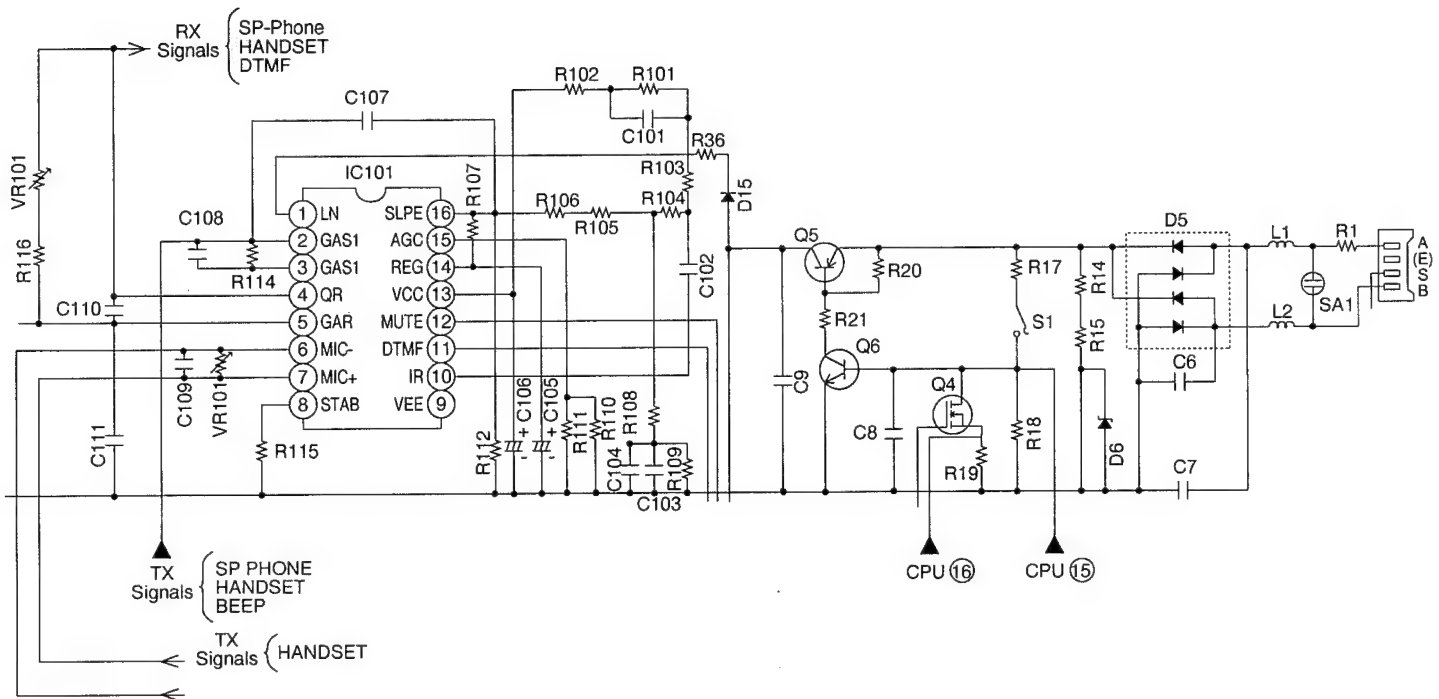 RX
Signals
SP-Phone
HANDSET
DTMF
C107
R102
R101
C101
R36
IC101
R107
R103
D15
VR101
C108
R106
R105
R104
Q5
D5
L1
R1
A
(E)
S
B
1 LN
SLPE 16
2 GAS1
AGC 15
3 GAS1
REG 14
4 QR
VCC 13
5 GAR
MUTE 12
6 MIC-
DTMF 11
7 MIC+
IR 10
8 STAB
VEE 9
R116
R114
C110
C102
R20
R17
R14
SA1
R21
S1
R15
L2
Q6
C6
C9
Q4
C109
VR101
C111
R115
R112
+ C106 -
+ C105 -
R111
R110
R108
C104
C103
R109
C8
R19
R18
D6
C7
CPU 16
CPU 15
TX
Signals
SP PHONE
HANDSET
BEEP
TX
Signals
HANDSET